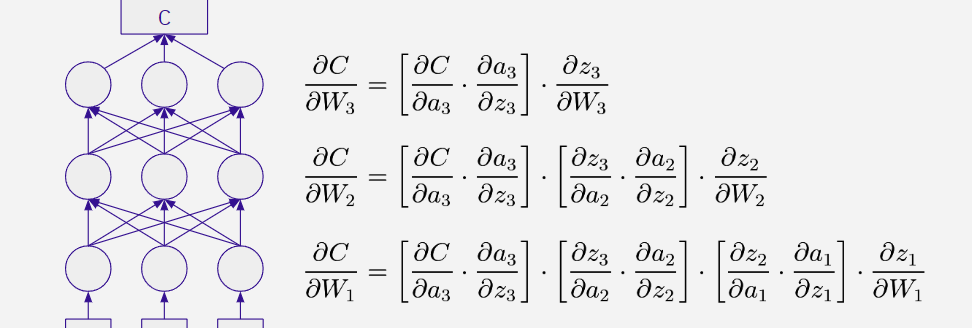 C
∂C/∂W₃ = [∂C/∂a₃ · ∂a₃/∂z₃] · ∂z₃/∂W₃
∂C/∂W₂ = [∂C/∂a₃ · ∂a₃/∂z₃] · [∂z₃/∂a₂ · ∂a₂/∂z₂] · ∂z₂/∂W₂
∂C/∂W₁ = [∂C/∂a₃ · ∂a₃/∂z₃] · [∂z₃/∂a₂ · ∂a₂/∂z₂] · [∂z₂/∂a₁ · ∂a₁/∂z₁] · ∂z₁/∂W₁